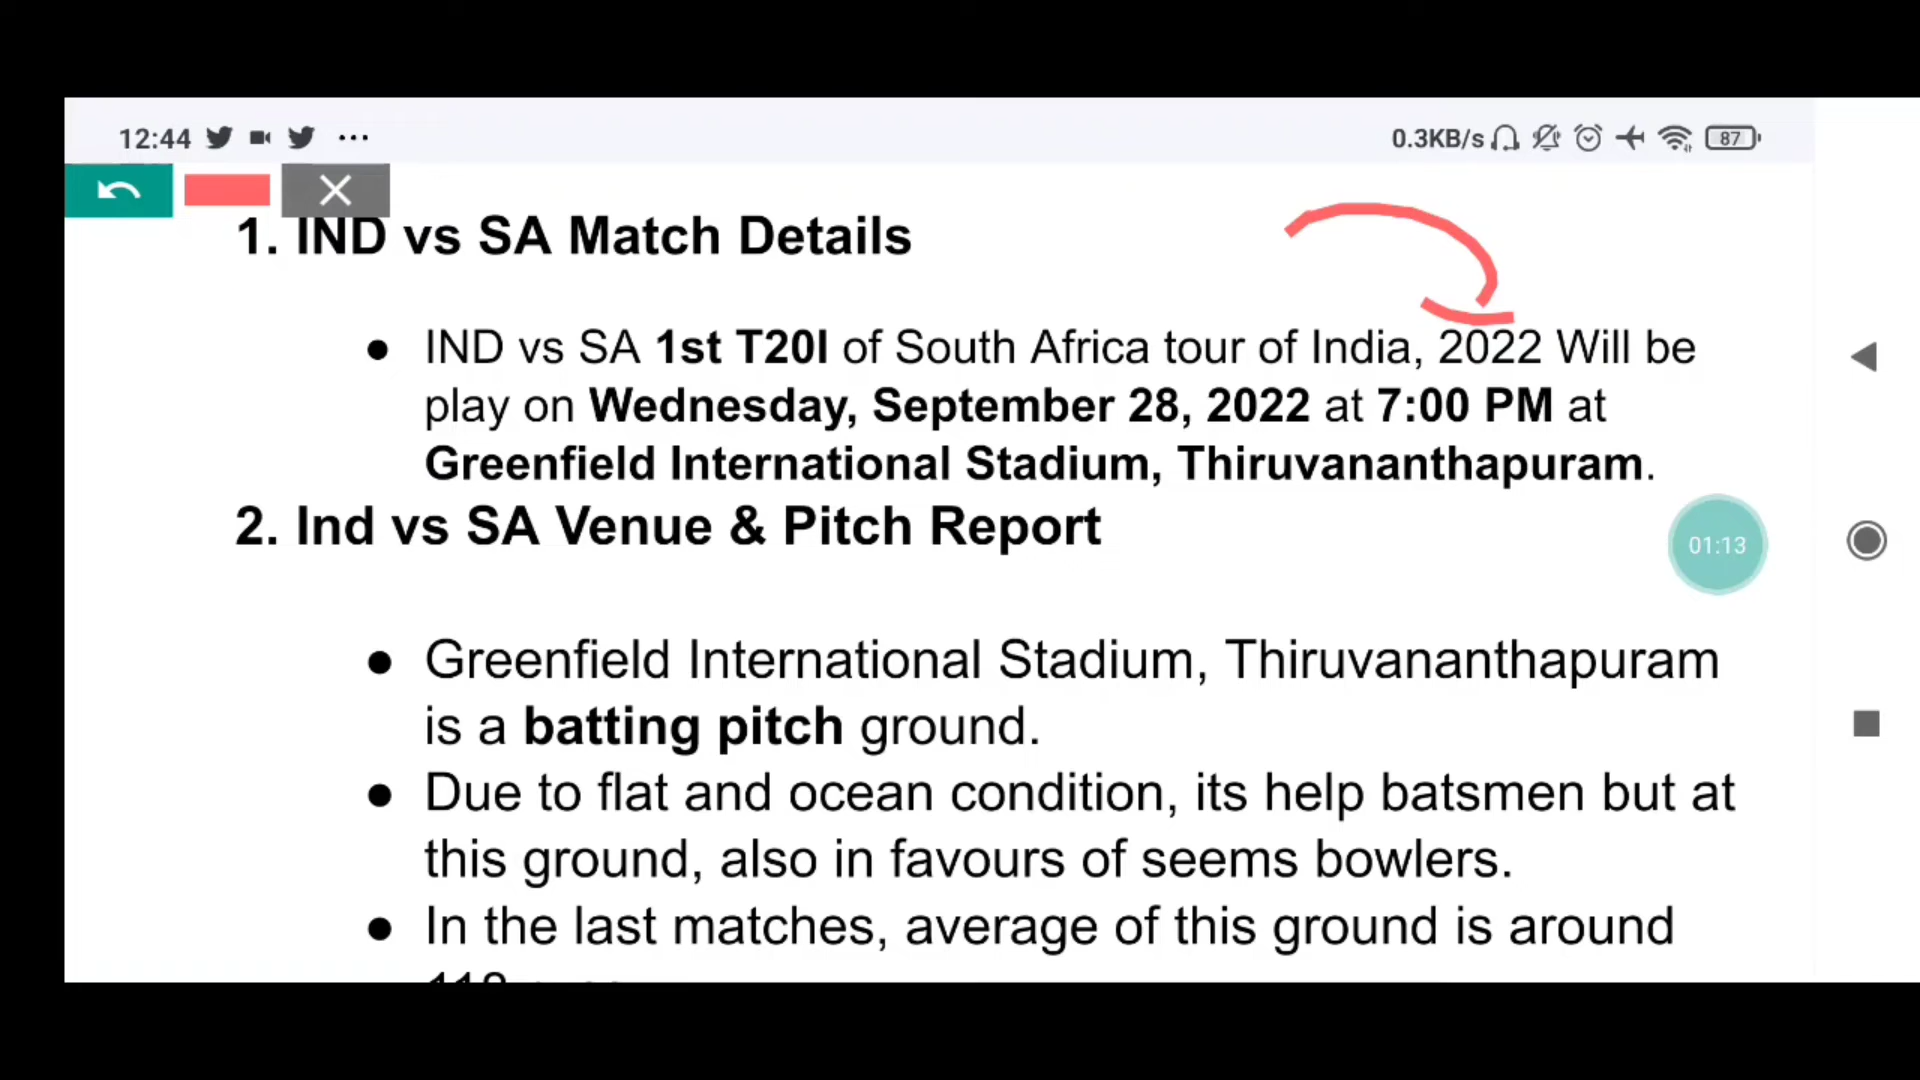 12:44 ...
0.3KB/s 87
1. IND vs SA Match Details
● IND vs SA 1st T20I of South Africa tour of India, 2022 Will be
play on Wednesday, September 28, 2022 at 7:00 PM at
Greenfield International Stadium, Thiruvananthapuram.
2. Ind vs SA Venue & Pitch Report
01:13
● Greenfield International Stadium, Thiruvananthapuram
is a batting pitch ground.
● Due to flat and ocean condition, its help batsmen but at
this ground, also in favours of seems bowlers.
● In the last matches, average of this ground is around